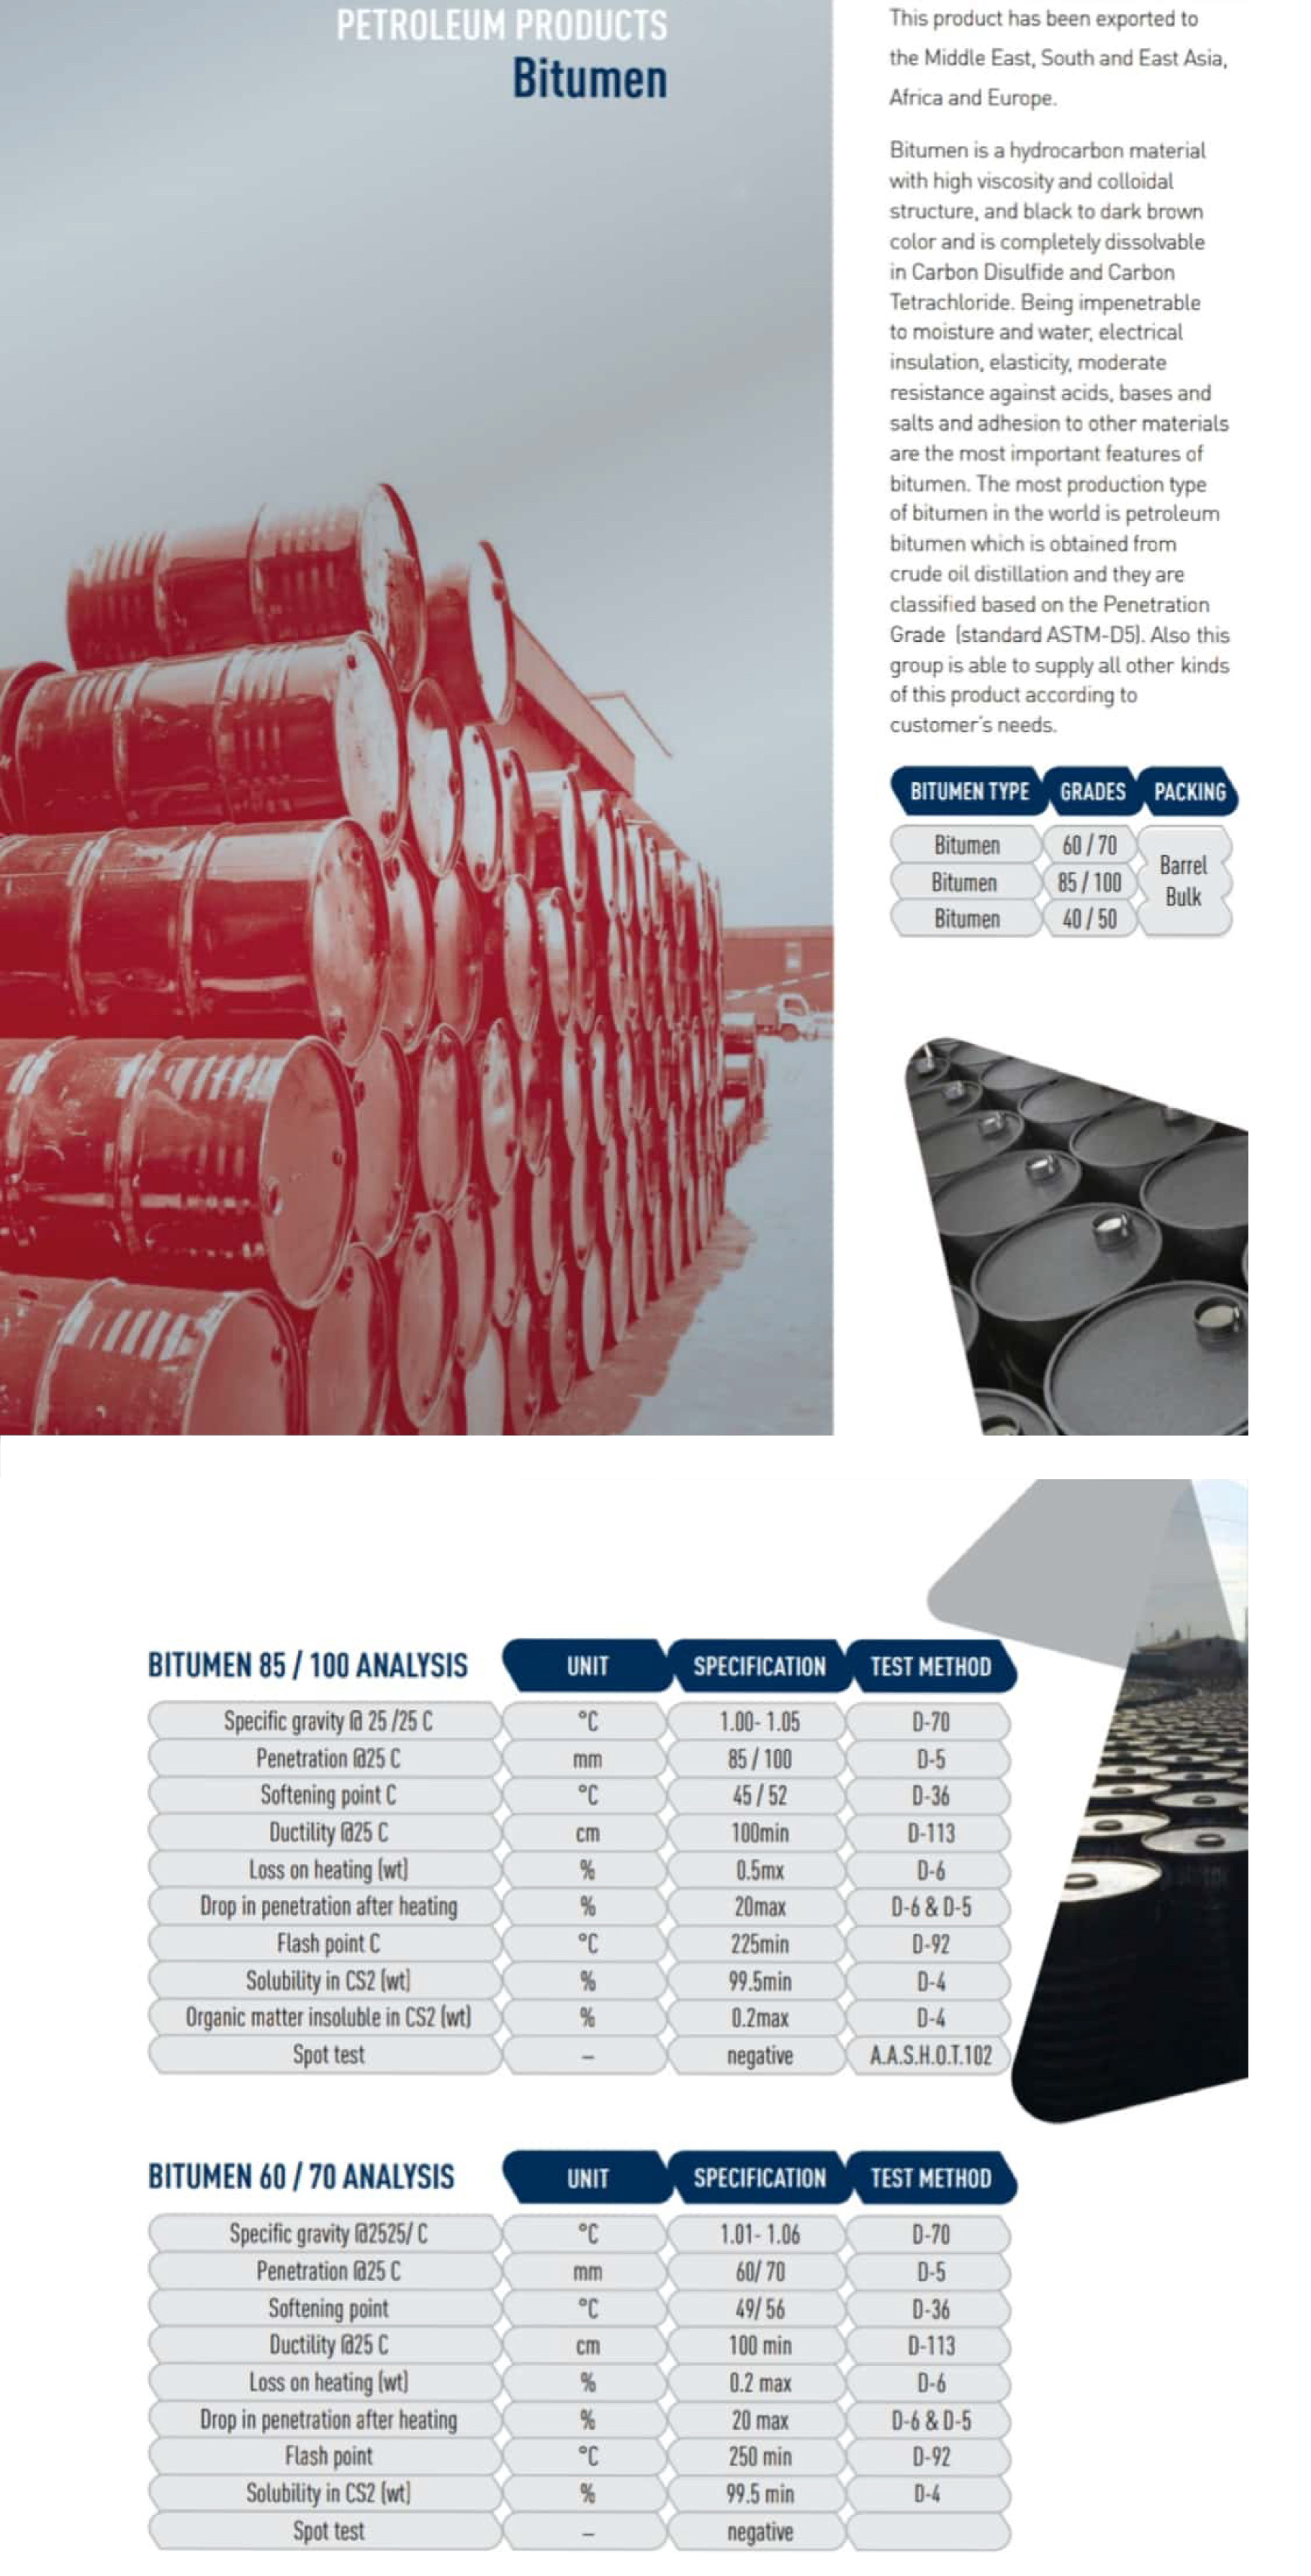 PETROLEUM PRODUCTS
Bitumen
This product has been exported to
the Middle East, South and East Asia,
Africa and Europe.
Bitumen is a hydrocarbon material
with high viscosity and colloidal
structure, and black to dark brown
color and is completely dissolvable
in Carbon Disulfide and Carbon
Tetrachloride. Being impenetrable
to moisture and water, electrical
insulation, elasticity, moderate
resistance against acids, bases and
salts and adhesion to other materials
are the most important features of
bitumen. The most production type
of bitumen in the world is petroleum
bitumen which is obtained from
crude oil distillation and they are
classified based on the Penetration
Grade (standard ASTM-D5). Also this
group is able to supply all other kinds
of this product according to
customer's needs.
BITUMEN TYPE GRADES PACKING
Bitumen 60 / 70
Bitumen 85 / 100
Bitumen 40 / 50
Barrel
Bulk
BITUMEN 85 / 100 ANALYSIS UNIT SPECIFICATION TEST METHOD
Specific gravity @ 25 /25 C °C 1.00- 1.05 D-70
Penetration @25 C mm 85 / 100 D-5
Softening point C °C 45 / 52 D-36
Ductility @25 C cm 100min D-113
Loss on heating (wt) % 0.5mx D-6
Drop in penetration after heating % 20max D-6 & D-5
Flash point C °C 225min D-92
Solubility in CS2 (wt) % 99.5min D-4
Organic matter insoluble in CS2 (wt) % 0.2max D-4
Spot test – negative A.A.S.H.O.T.102
BITUMEN 60 / 70 ANALYSIS UNIT SPECIFICATION TEST METHOD
Specific gravity @2525/ C °C 1.01- 1.06 D-70
Penetration @25 C mm 60/ 70 D-5
Softening point °C 49/ 56 D-36
Ductility @25 C cm 100 min D-113
Loss on heating (wt) % 0.2 max D-6
Drop in penetration after heating % 20 max D-6 & D-5
Flash point °C 250 min D-92
Solubility in CS2 (wt) % 99.5 min D-4
Spot test – negative